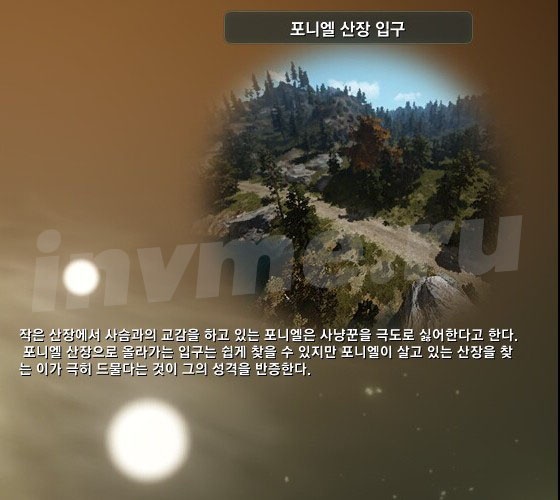 포니엘 산장 입구
invme.ru
작은 산장에서 사슴과의 교감을 하고 있는 포니엘은 사냥꾼을 극도로 싫어한다고 한다.
포니엘 산장으로 올라가는 입구는 쉽게 찾을 수 있지만 포니엘이 살고 있는 산장을 찾
는 이가 극히 드물다는 것이 그의 성격을 반증한다.